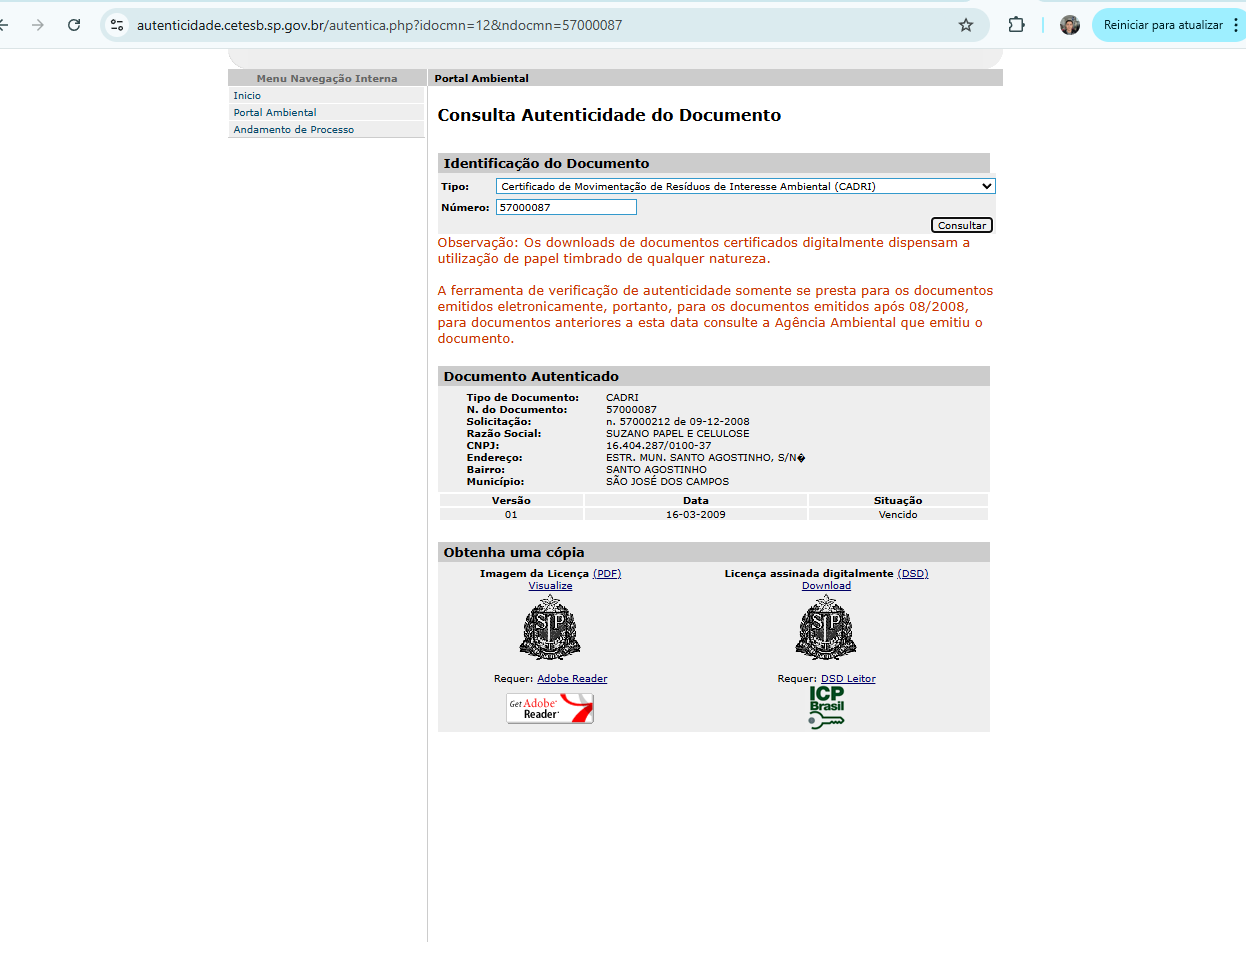 autenticidade.cetesb.sp.gov.br/autentica.php?idocmn=12&ndocmn=57000087
Reiniciar para atualizar
Menu Navegação Interna
Portal Ambiental
Inicio
Portal Ambiental
Andamento de Processo
Consulta Autenticidade do Documento
Identificação do Documento
Tipo: Certificado de Movimentação de Resíduos de Interesse Ambiental (CADRI)
Número: 57000087
Consultar
Observação: Os downloads de documentos certificados digitalmente dispensam a
utilização de papel timbrado de qualquer natureza.
A ferramenta de verificação de autenticidade somente se presta para os documentos
emitidos eletronicamente, portanto, para os documentos emitidos após 08/2008,
para documentos anteriores a esta data consulte a Agência Ambiental que emitiu o
documento.
Documento Autenticado
Tipo de Documento: CADRI
N. do Documento: 57000087
Solicitação: n. 57000212 de 09-12-2008
Razão Social: SUZANO PAPEL E CELULOSE
CNPJ: 16.404.287/0100-37
Endereço: ESTR. MUN. SANTO AGOSTINHO, S/N�
Bairro: SANTO AGOSTINHO
Município: SÃO JOSÉ DOS CAMPOS
Versão Data Situação
01 16-03-2009 Vencido
Obtenha uma cópia
Imagem da Licença (PDF)
Visualize
SP
Requer: Adobe Reader
Get Adobe
Reader
Licença assinada digitalmente (DSD)
Download
SP
Requer: DSD Leitor
ICP
Brasil